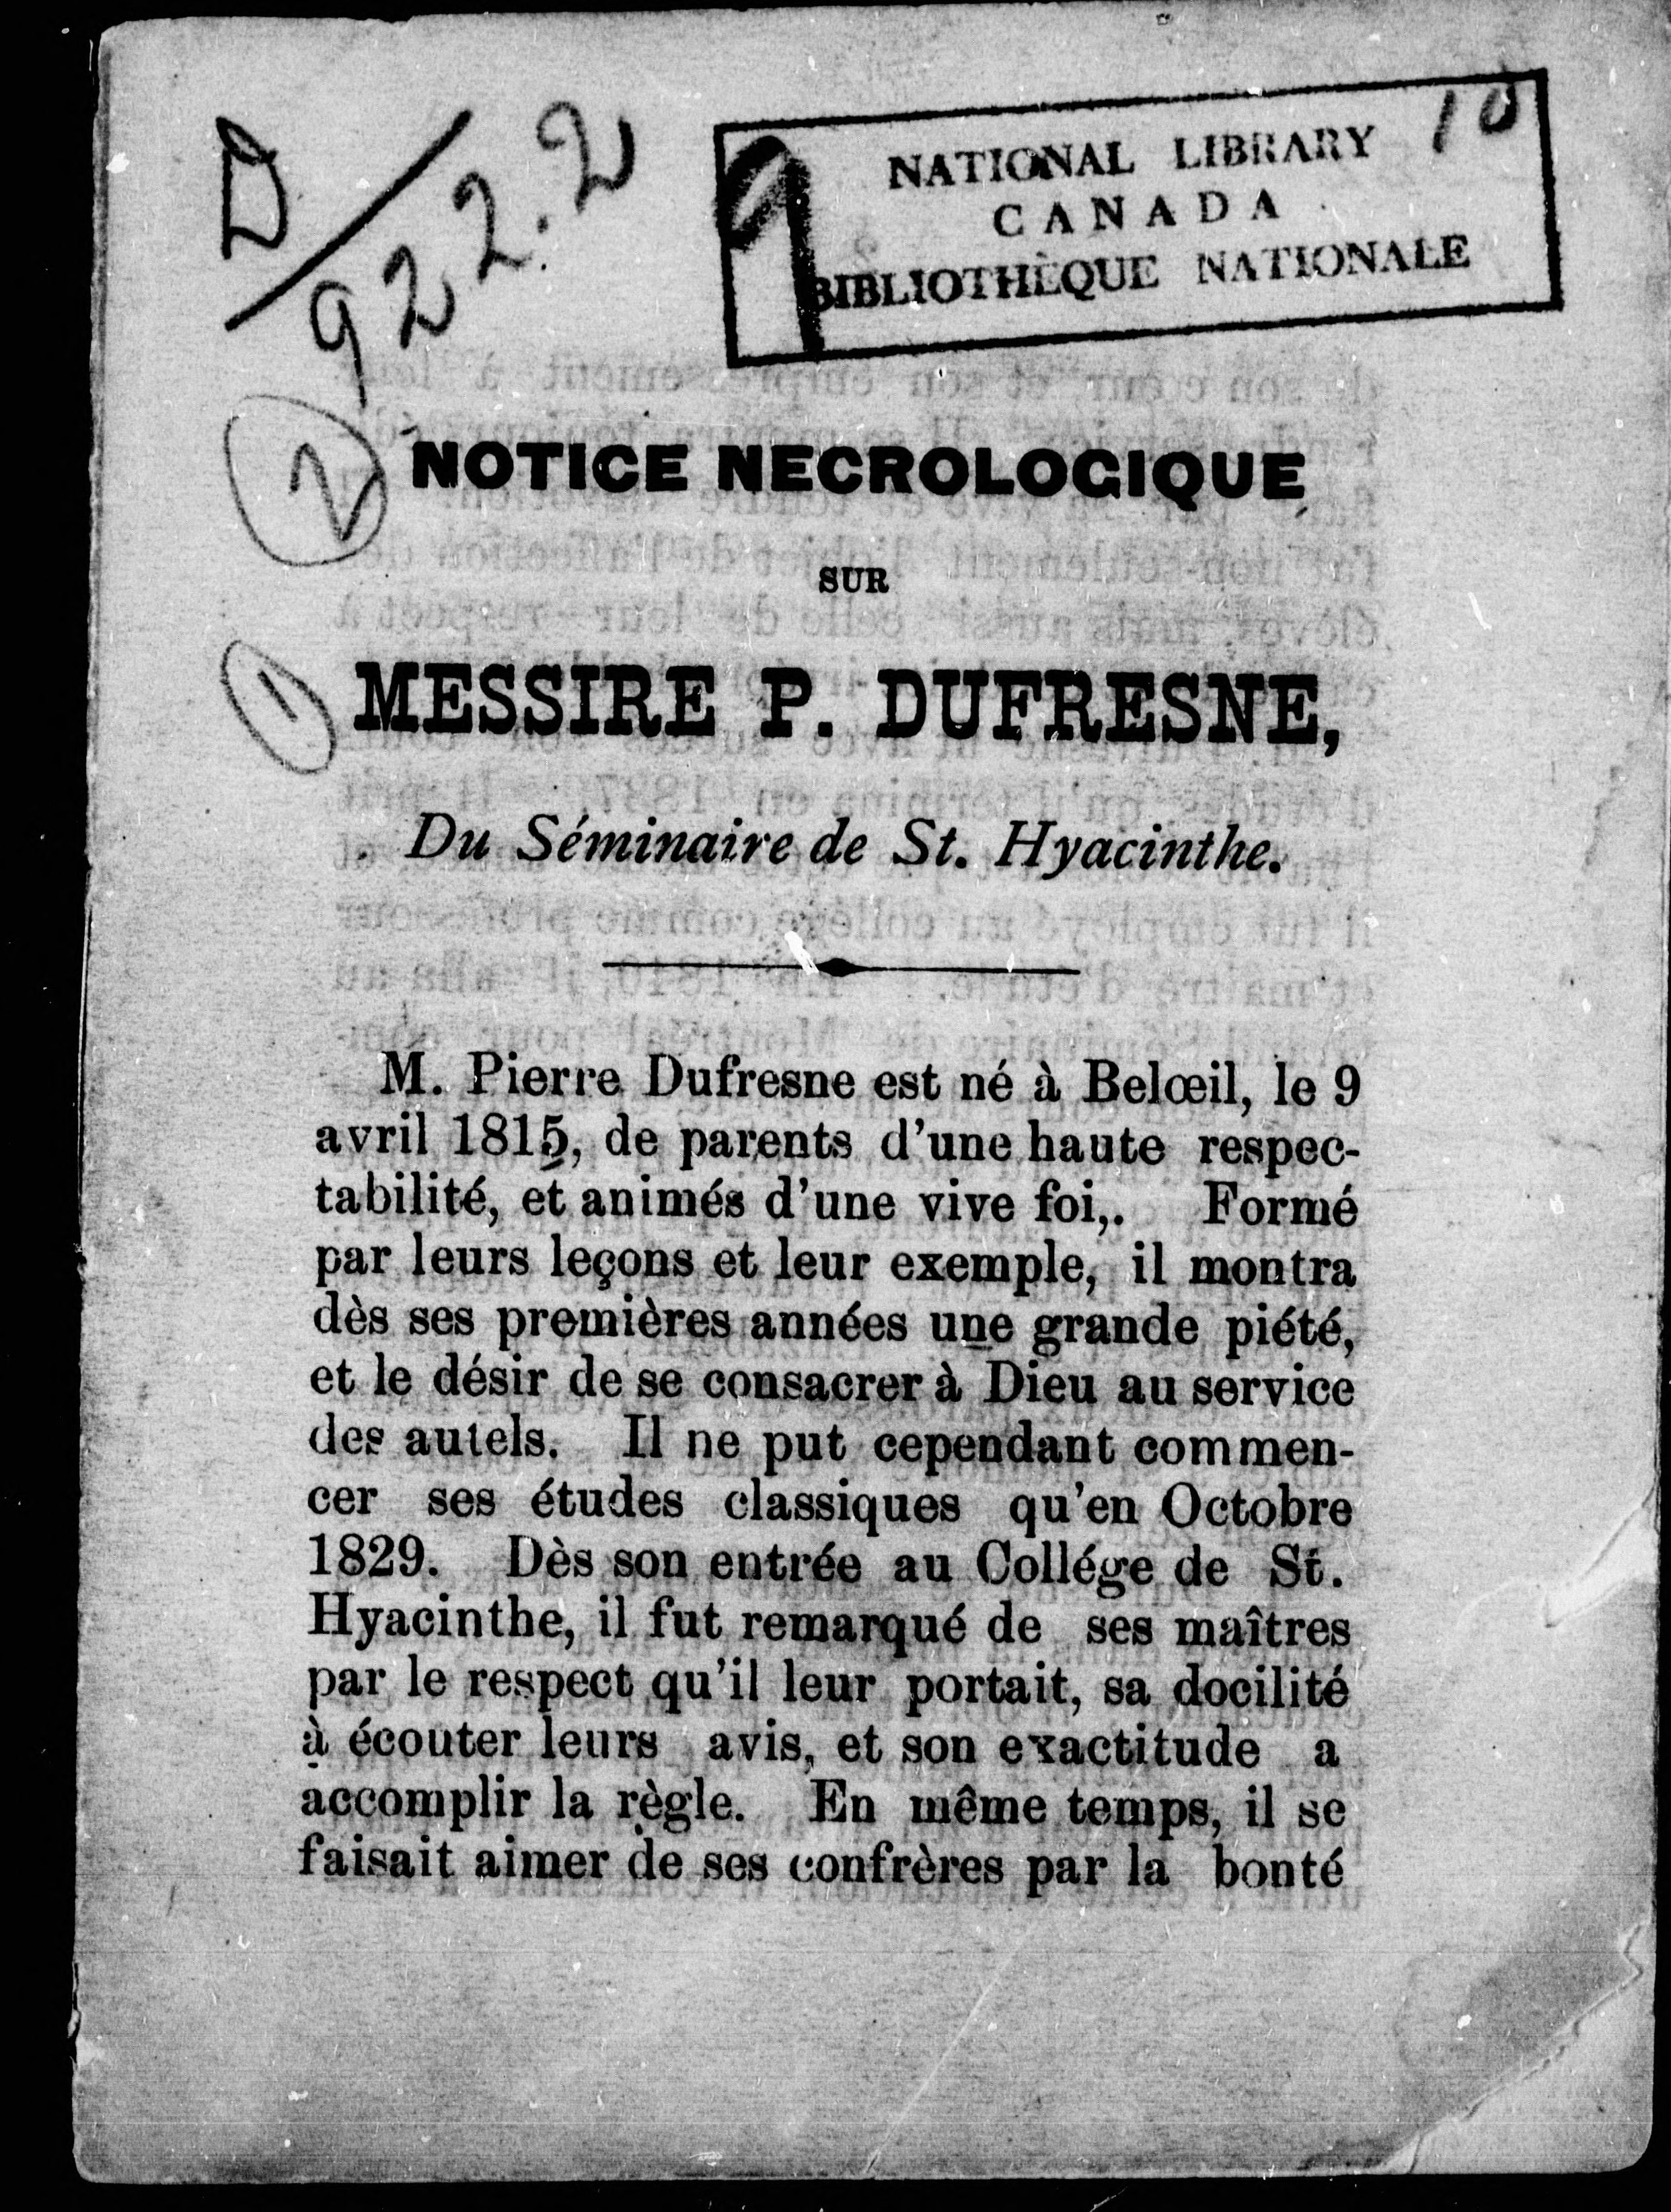 D/922.2
10
9
NATIONAL LIBRARY
CANADA
BIBLIOTHÈQUE NATIONALE
2
NOTICE NECROLOGIQUE
SUR
1
MESSIRE P. DUFRESNE,
Du Séminaire de St. Hyacinthe.
M. Pierre Dufresne est né à Belœil, le 9
avril 1815, de parents d'une haute respec-
tabilité, et animés d'une vive foi,. Formé
par leurs leçons et leur exemple, il montra
dès ses premières années une grande piété,
et le désir de se consacrer à Dieu au service
des autels. Il ne put cependant commen-
cer ses études classiques qu'en Octobre
1829. Dès son entrée au Collége de St.
Hyacinthe, il fut remarqué de ses maîtres
par le respect qu'il leur portait, sa docilité
à écouter leurs avis, et son exactitude a
accomplir la règle. En même temps, il se
faisait aimer de ses confrères par la bonté